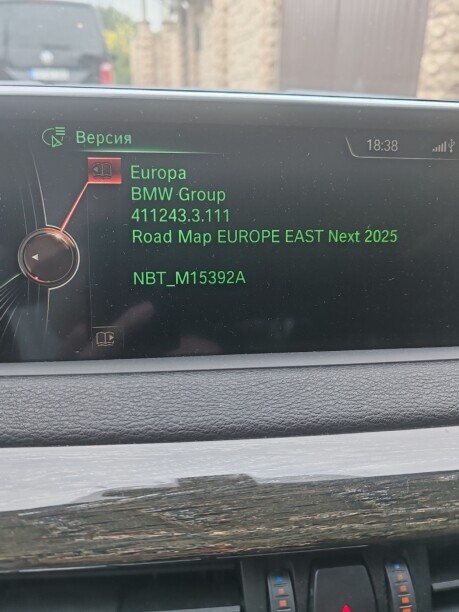 Версия
18:38
Europa
BMW Group
411243.3.111
Road Map EUROPE EAST Next 2025
NBT_M15392A